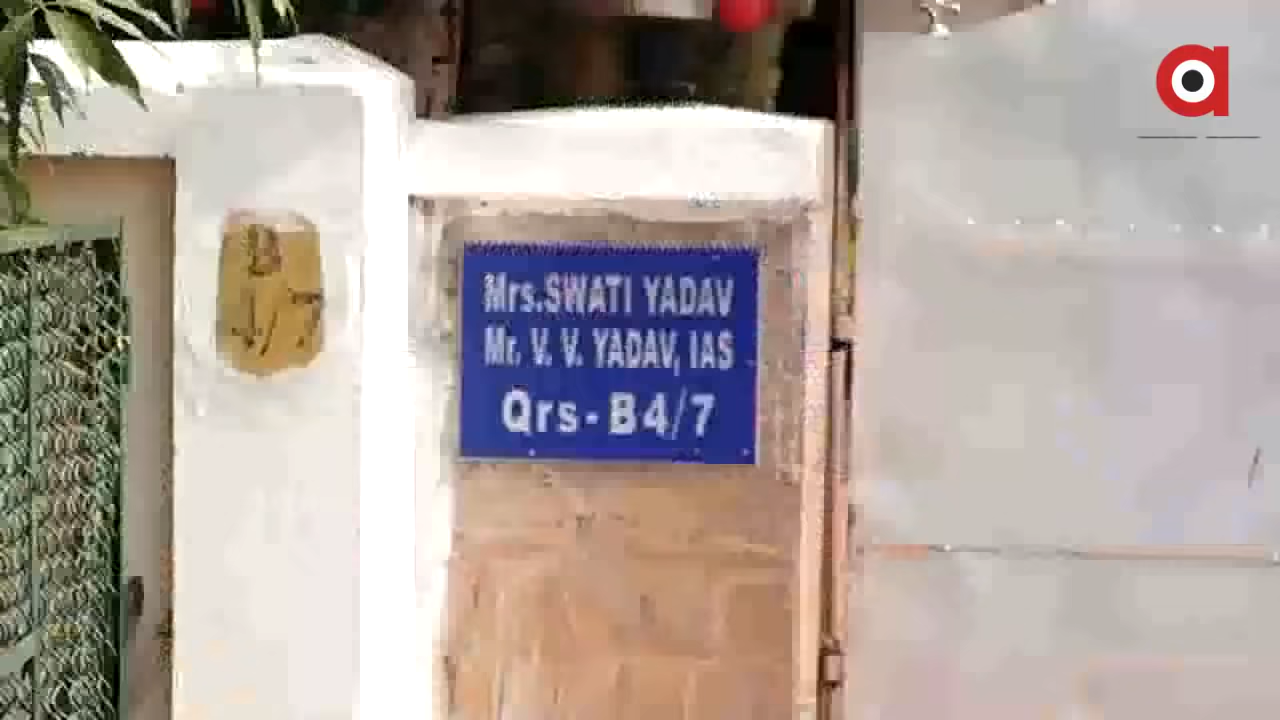 B
4/7
Mrs.SWATI YADAV
Mr. V. V. YADAV, IAS
Qrs-B4/7
a